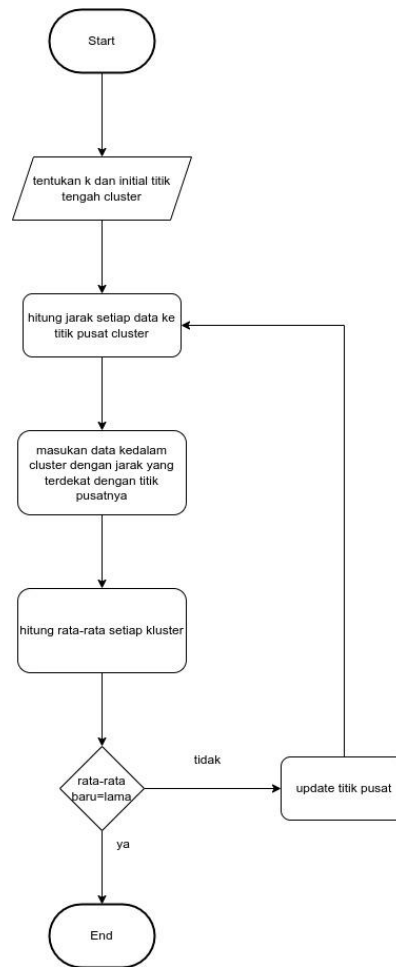 Start
tentukan k dan initial titik
tengah cluster
hitung jarak setiap data ke
titik pusat cluster
masukan data kedalam
cluster dengan jarak yang
terdekat dengan titik
pusatnya
hitung rata-rata setiap kluster
rata-rata
baru=lama
tidak
update titik pusat
ya
End